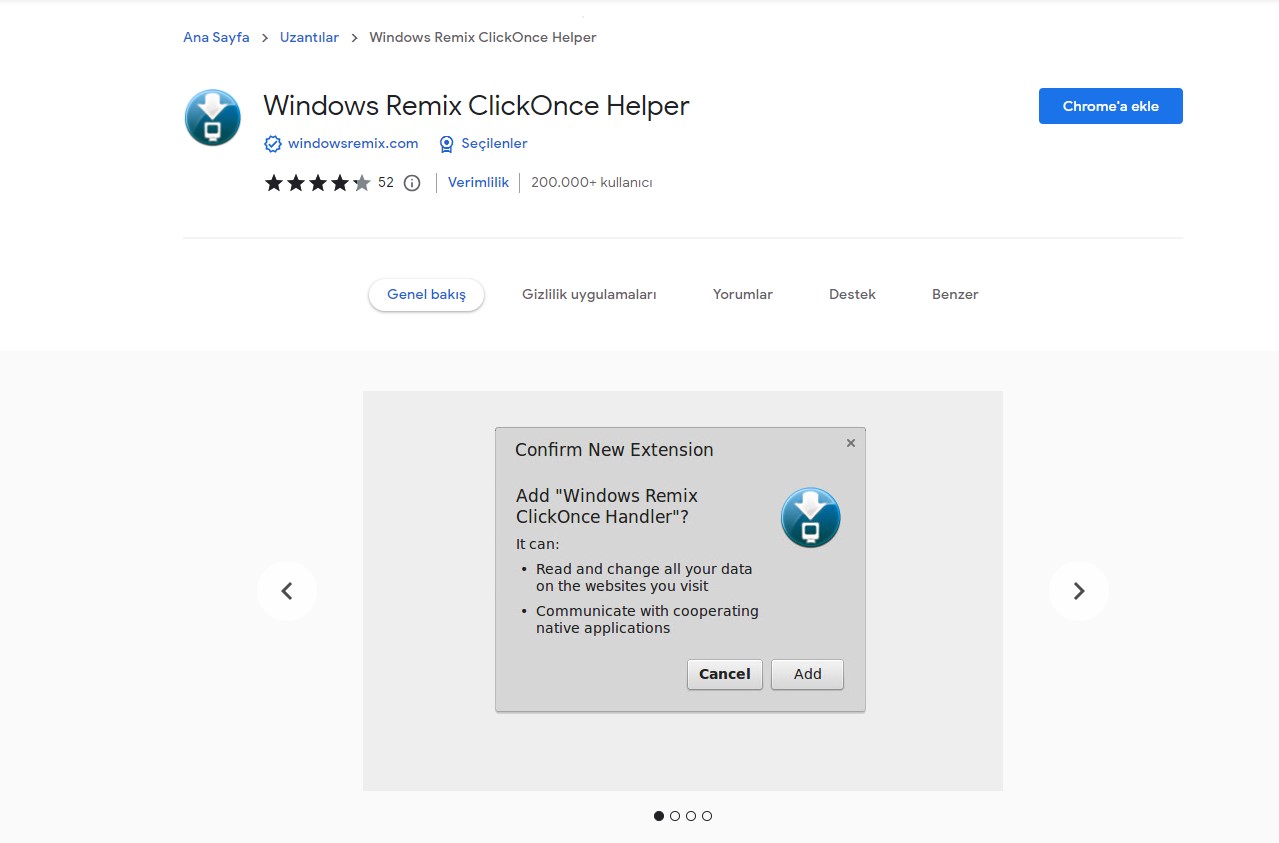 Ana Sayfa > Uzantılar > Windows Remix ClickOnce Helper
Windows Remix ClickOnce Helper
Chrome'a ekle
windowsremix.com Seçilenler
52 Verimlilik 200.000+ kullanıcı
Genel bakış Gizlilik uygulamaları Yorumlar Destek Benzer
Confirm New Extension
Add "Windows Remix
ClickOnce Handler"?
It can:
• Read and change all your data
on the websites you visit
• Communicate with cooperating
native applications
Cancel Add